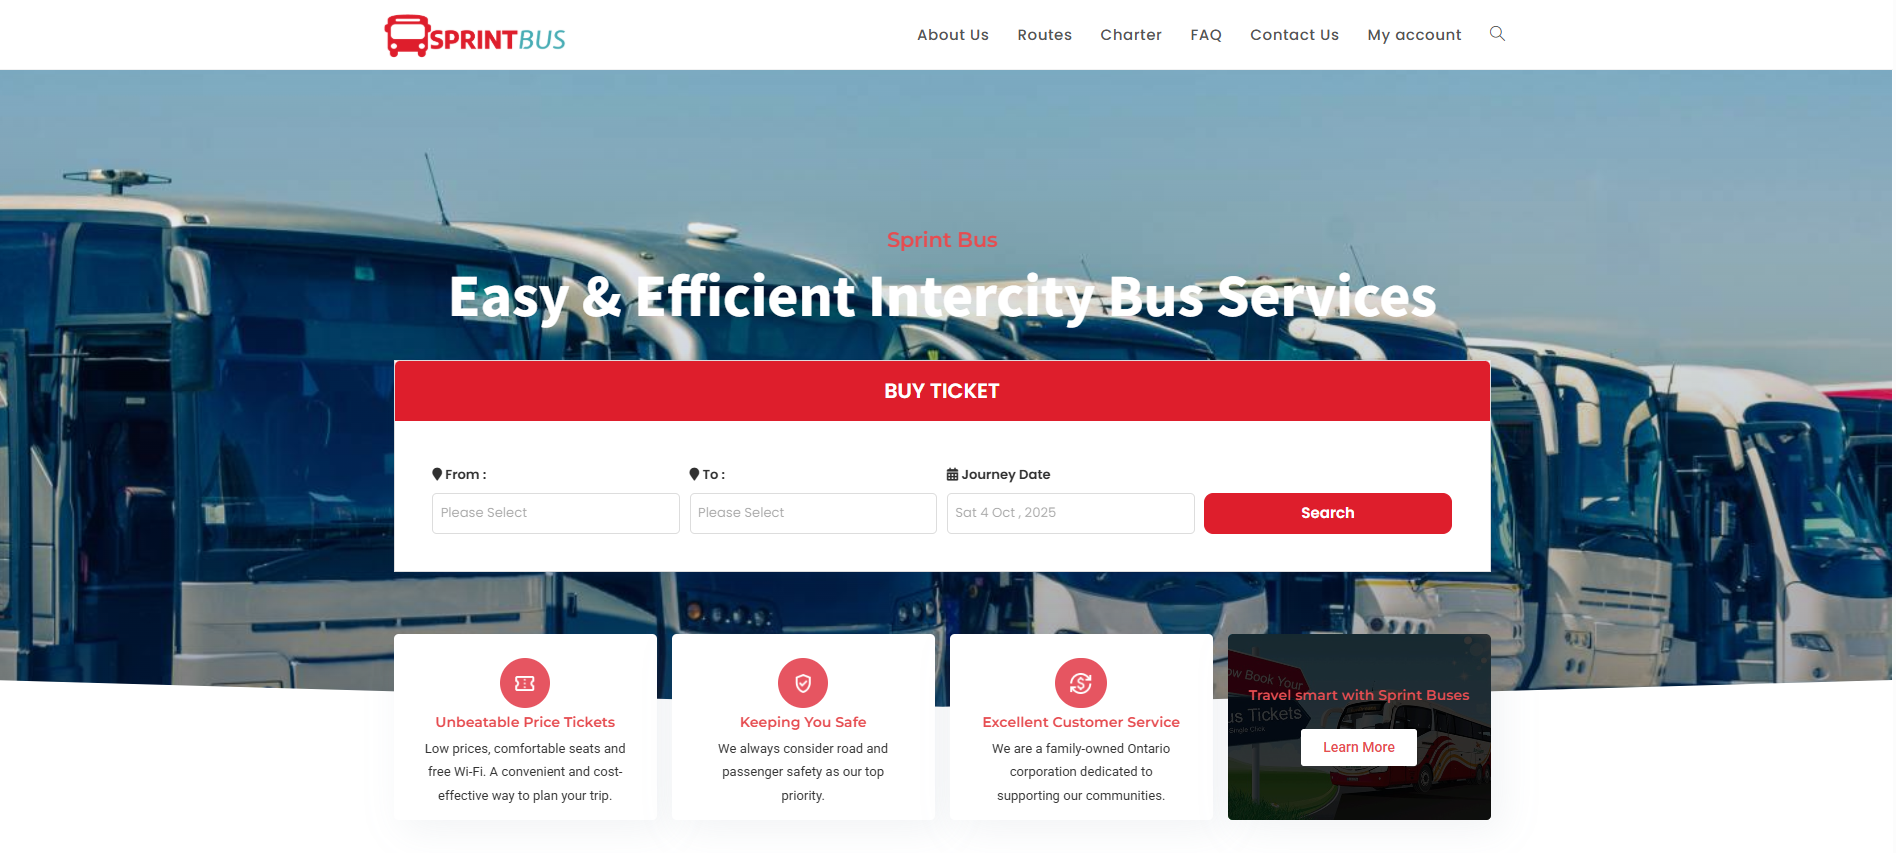 SPRINTBUS
About Us
Routes
Charter
FAQ
Contact Us
My account
Sprint Bus
Easy & Efficient Intercity Bus Services
BUY TICKET
From :
To :
Journey Date
Please Select
Please Select
Sat 4 Oct , 2025
Search
Unbeatable Price Tickets
Low prices, comfortable seats and
free Wi-Fi. A convenient and cost-
effective way to plan your trip.
Keeping You Safe
We always consider road and
passenger safety as our top
priority.
Excellent Customer Service
We are a family-owned Ontario
corporation dedicated to
supporting our communities.
ow Book Your
Travel smart with Sprint Buses
us Tickets
Single Click
Learn More